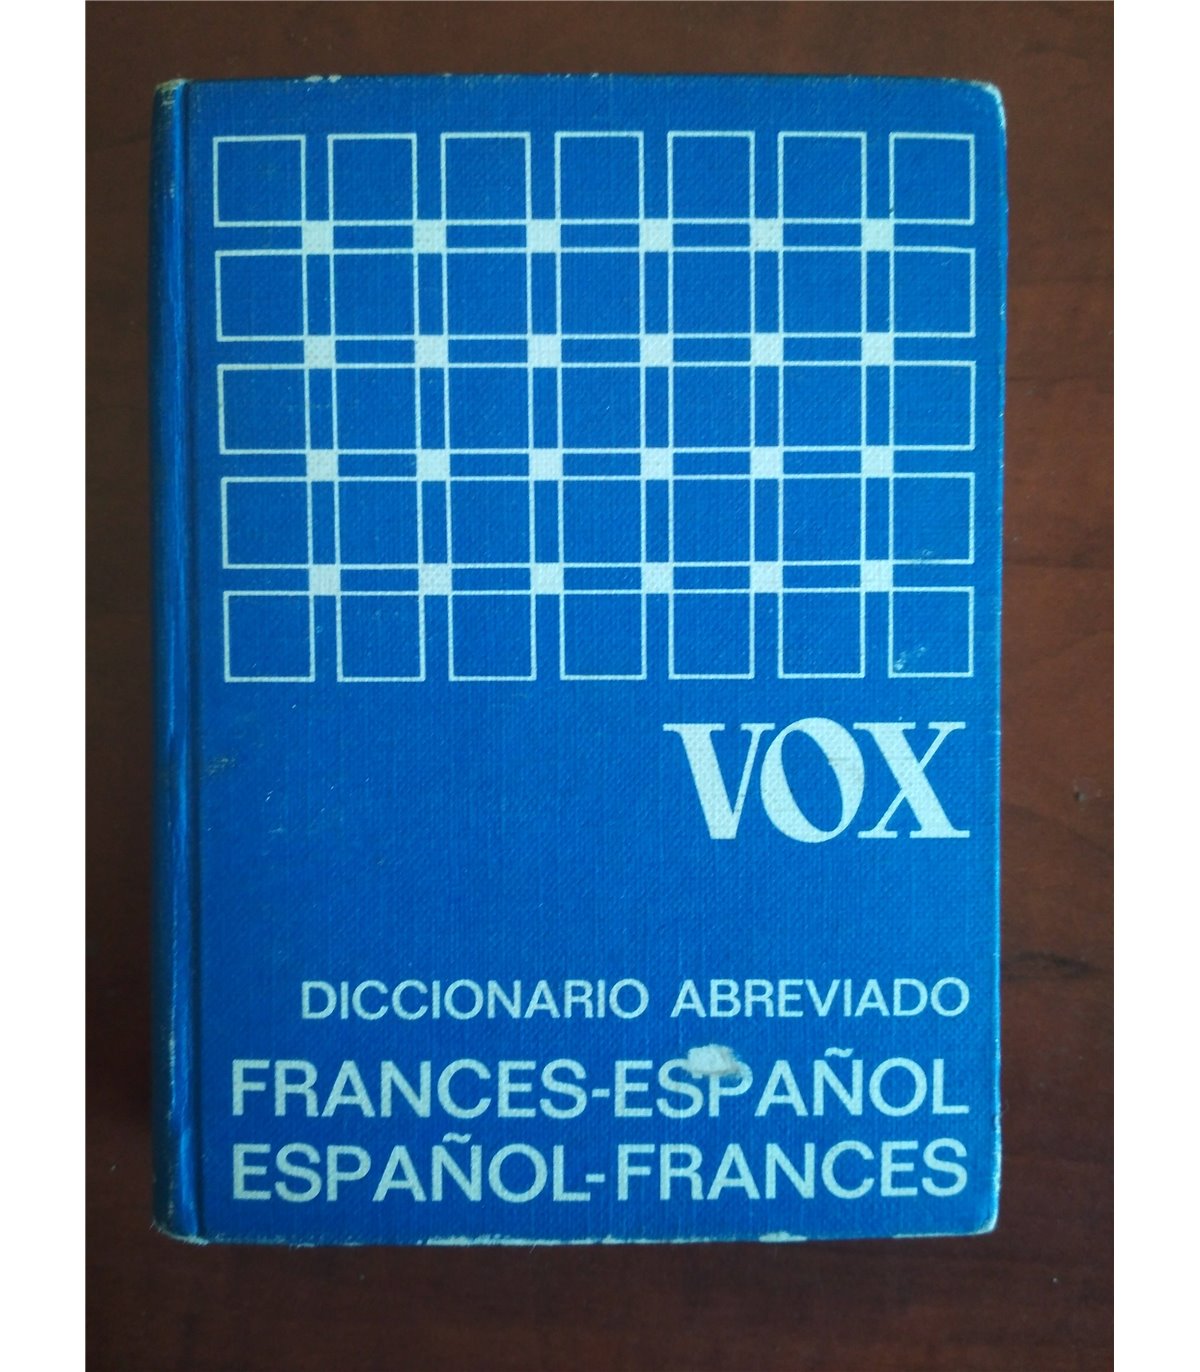 VOX
DICCIONARIO ABREVIADO
FRANCES-ESPAÑOL
ESPAÑOL-FRANCES